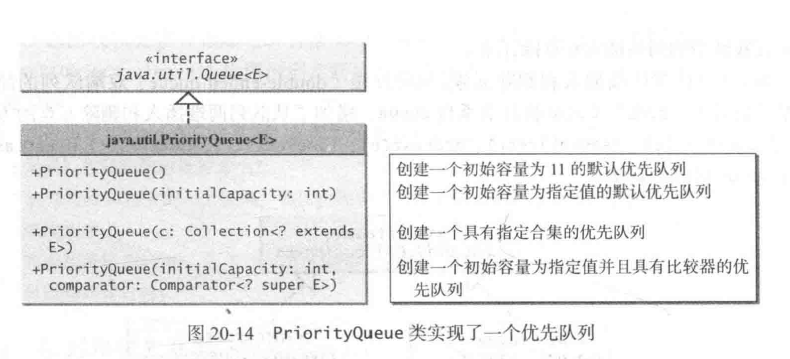 «interface»
java.util.Queue<E>
java.util.PriorityQueue<E>
+PriorityQueue()
+PriorityQueue(initialCapacity: int)
+PriorityQueue(c: Collection<? extends
E>)
+PriorityQueue(initialCapacity: int,
comparator: Comparator<? super E>)
创建一个初始容量为 11 的默认优先队列
创建一个初始容量为指定值的默认优先队列
创建一个具有指定合集的优先队列
创建一个初始容量为指定值并且具有比较器的优
先队列
图 20-14 PriorityQueue 类实现了一个优先队列